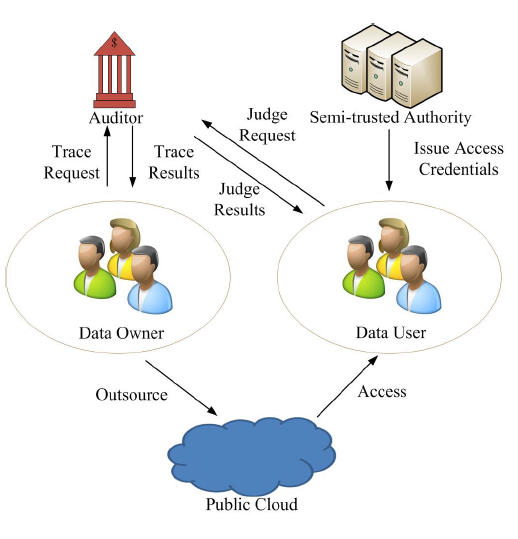 $
Auditor
Semi-trusted Authority
Judge
Request
Trace
Request
Trace
Results
Judge
Results
Issue Access
Credentials
Data Owner
Data User
Outsource
Access
Public Cloud